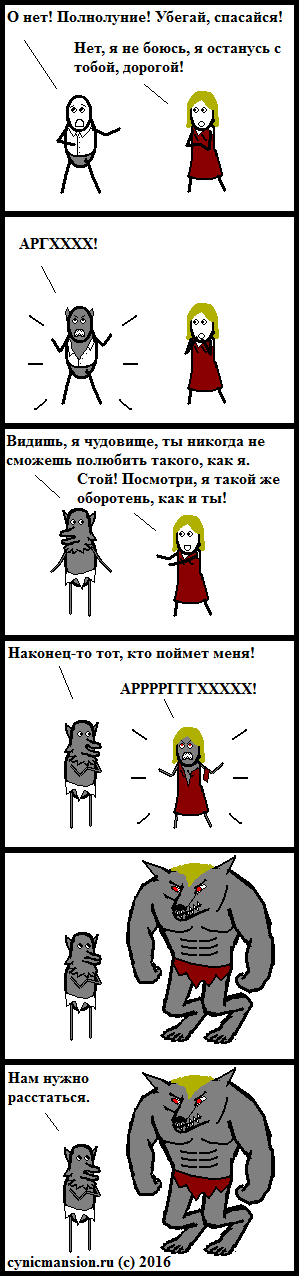 О нет! Полнолуние! Убегай, спасайся!
Нет, я не боюсь, я останусь с
тобой, дорогой!
АРГХХХХ!
Видишь, я чудовище, ты никогда не
сможешь полюбить такого, как я.
Стой! Посмотри, я такой же
оборотень, как и ты!
Наконец-то тот, кто поймет меня!
АРРРРГГГХХХХХ!
Нам нужно
расстаться.
cynicmansion.ru (c) 2016